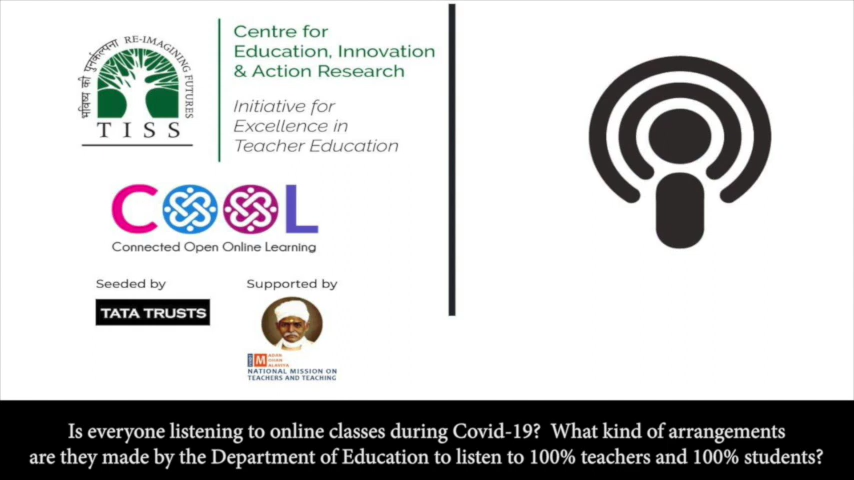 Centre for
Education, Innovation
& Action Research
Initiative for
Excellence in
Teacher Education
भविष्य की पुनर्कल्पना RE-IMAGINING FUTURES
TISS
COOL
Connected Open Online Learning
Seeded by
Supported by
TATA TRUSTS
NATIONAL MISSION ON
TEACHERS AND TEACHING
Is everyone listening to online classes during Covid-19? What kind of arrangements
are they made by the Department of Education to listen to 100% teachers and 100% students?